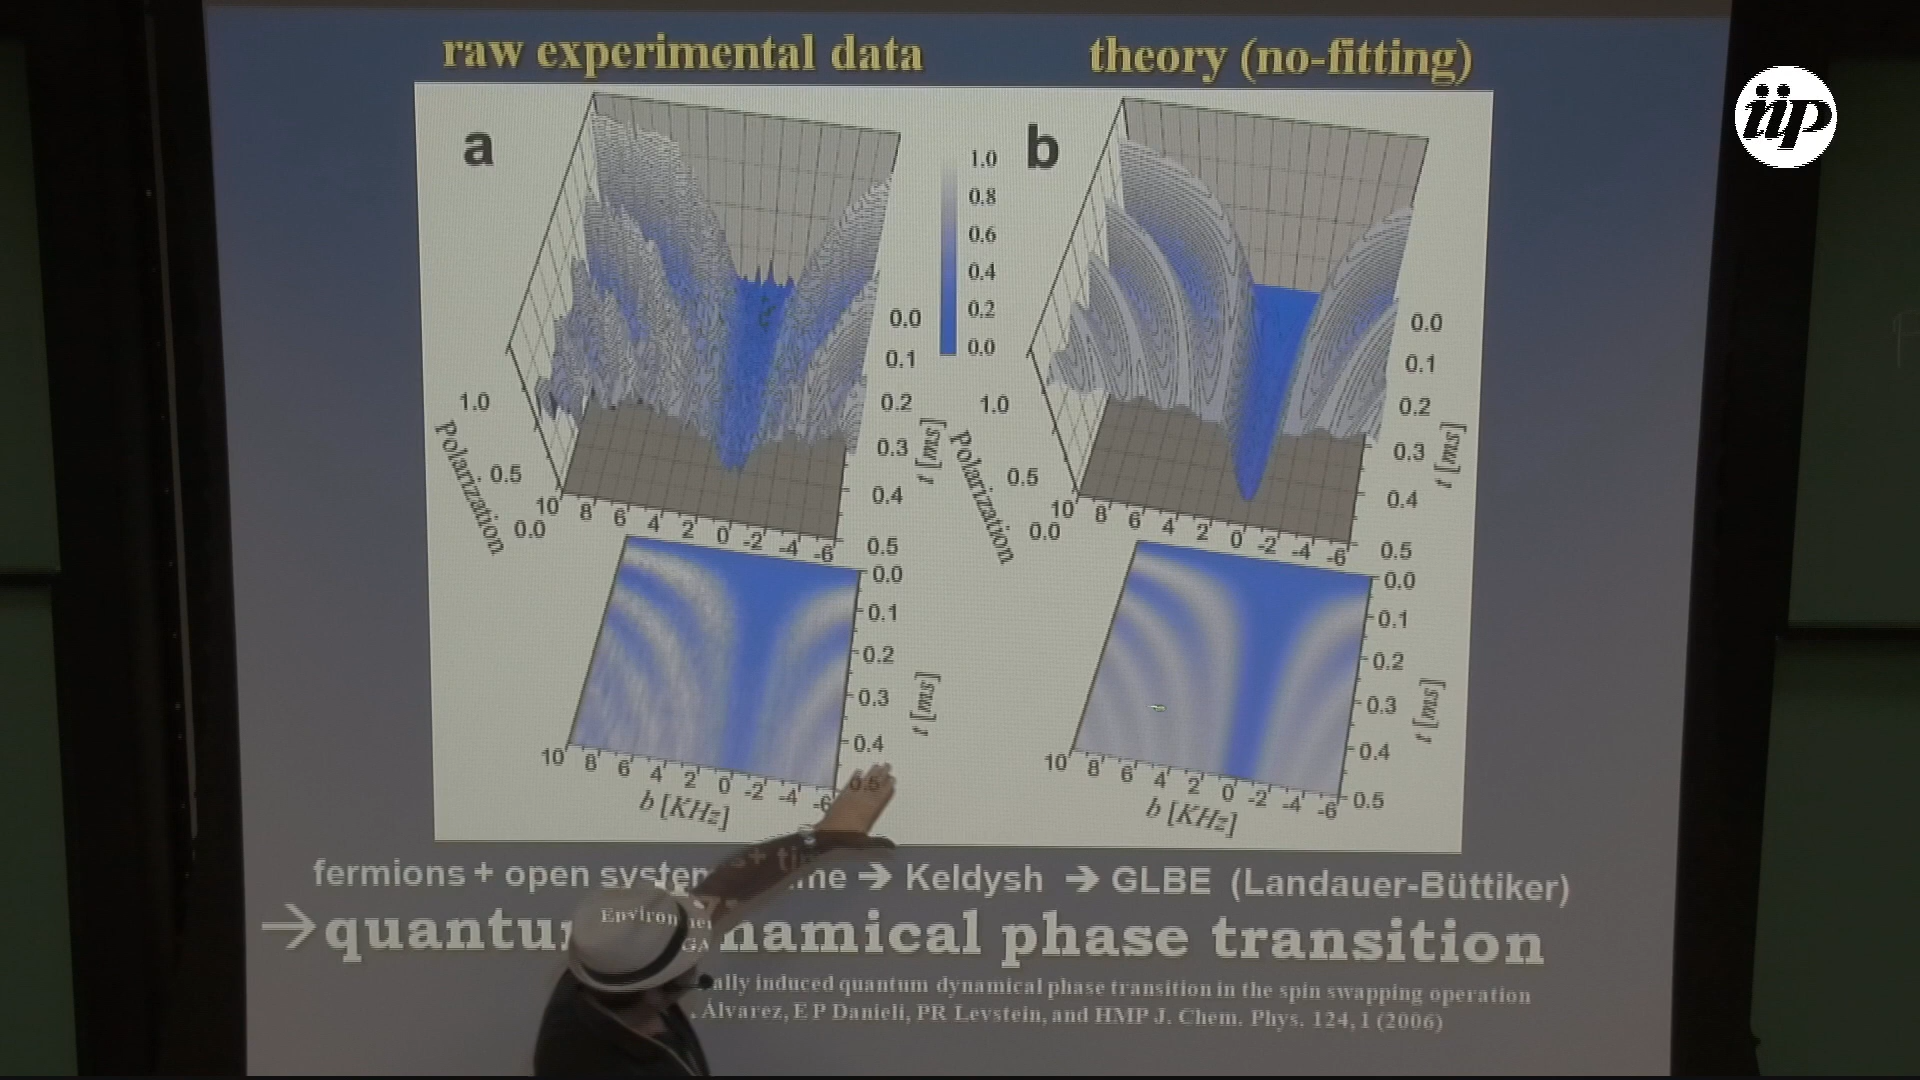 raw experimental data
theory (no-fitting)
iip
a
1.0
0.8
0.6
0.4
0.2
0.0
b
0.0
0.1
0.2
0.3
0.4
0.5
t [ms]
1.0
0.5
0.0
Polarization
10 8 6 4 2 0 -2 -4 -6
0.0
0.1
0.2
0.3
0.4
0.5
t [ms]
1.0
0.5
0.0
Polarization
10 8 6 4 2 0 -2 -4 -6
0.0
0.1
0.2
0.3
0.4
0.5
t [ms]
10 8 6 4 2 0 -2 -4 -6
b [KHz]
0.0
0.1
0.2
0.3
0.4
0.5
t [ms]
10 8 6 4 2 0 -2 -4 -6
b [KHz]
fermions + open system + ti me → Keldysh → GLBE (Landauer-Büttiker)
→quantu namical phase transition
Environ ally induced quantum dynamical phase transition in the spin swapping operation
GA . Álvarez, E P Danieli, PR Levstein, and HMP J. Chem. Phys. 124, 1 (2006)